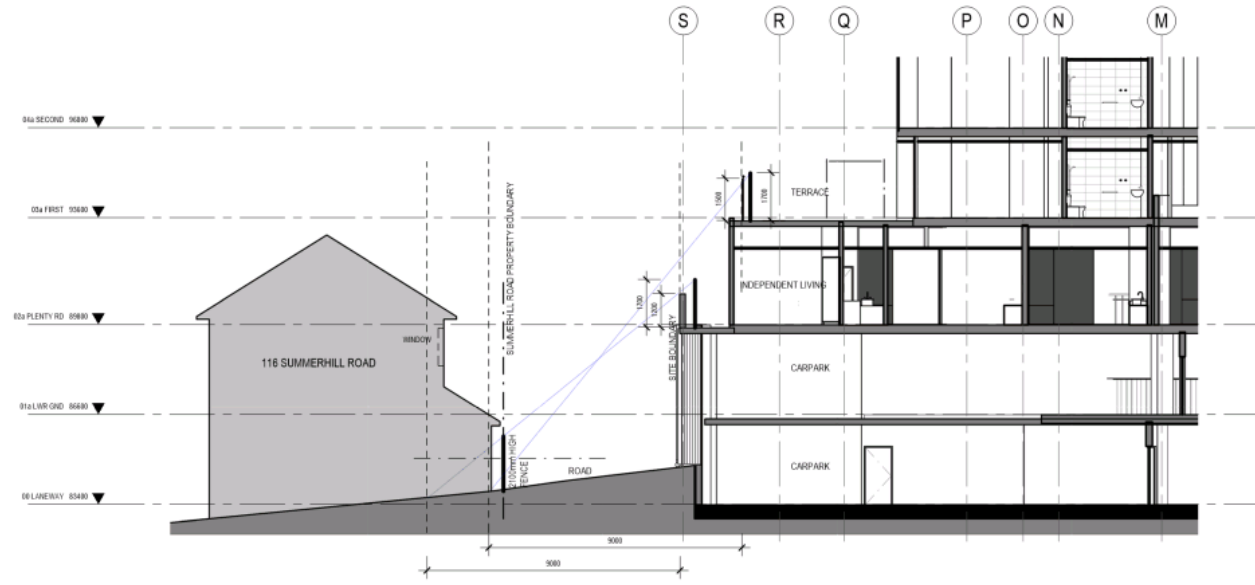 S R Q P O N M
04a SECOND 96800
03a FIRST 93600
02a PLENTY RD 89800
01a LWR GND 86600
00 LANEWAY 83400
116 SUMMERHILL ROAD
WINDOW
SUMMERHILL ROAD PROPERTY BOUNDARY
2100mm HIGH
FENCE
ROAD
SITE BOUNDARY
1700
1200
1500
1700
TERRACE
INDEPENDENT LIVING
CARPARK
CARPARK
9000
9000